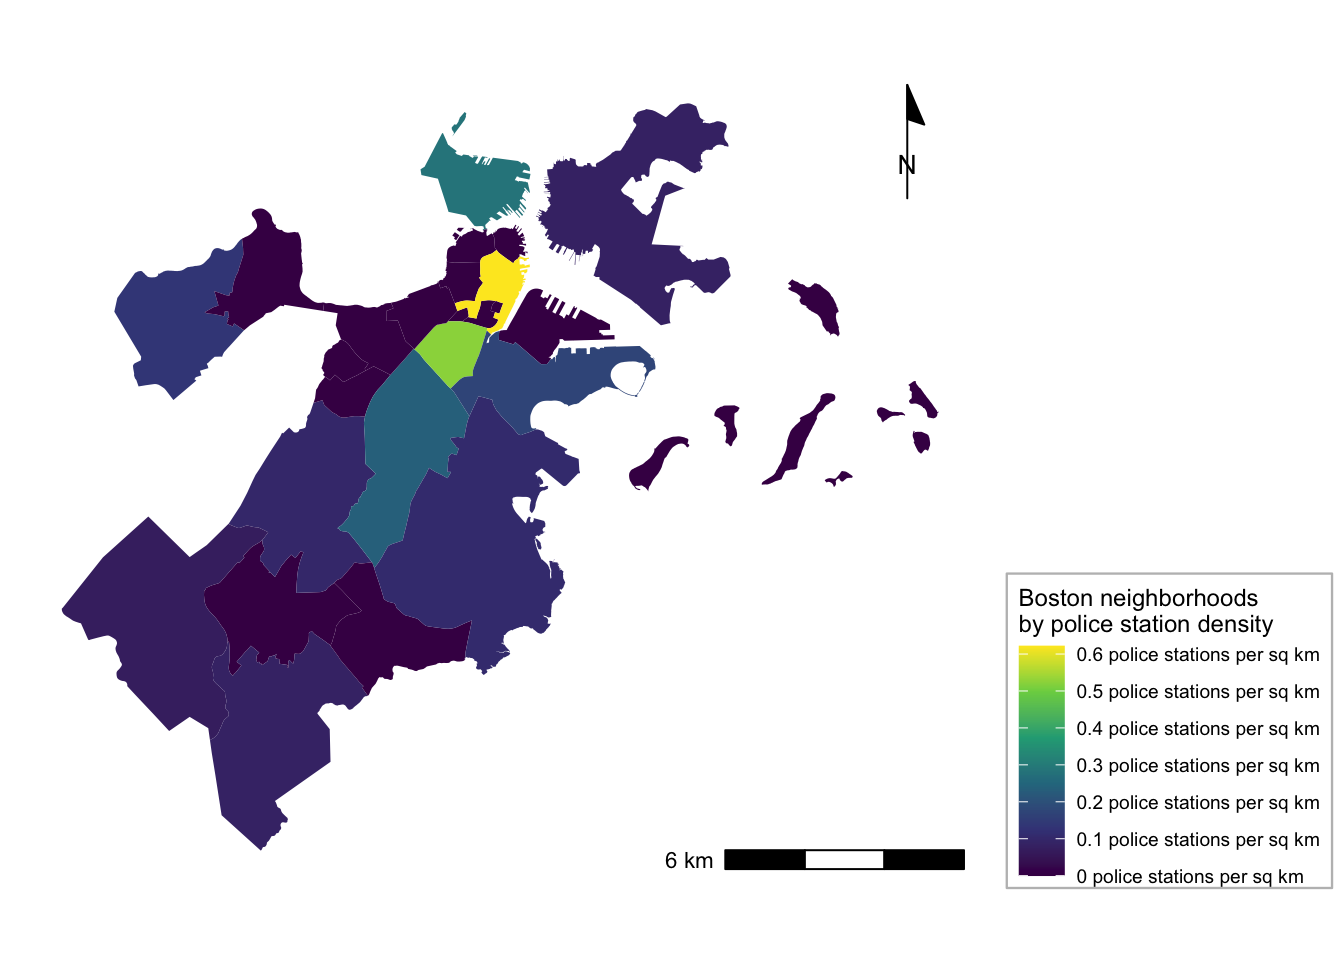 N
Boston neighborhoods
by police station density
0.6 police stations per sq km
0.5 police stations per sq km
0.4 police stations per sq km
0.3 police stations per sq km
0.2 police stations per sq km
0.1 police stations per sq km
0 police stations per sq km
6 km